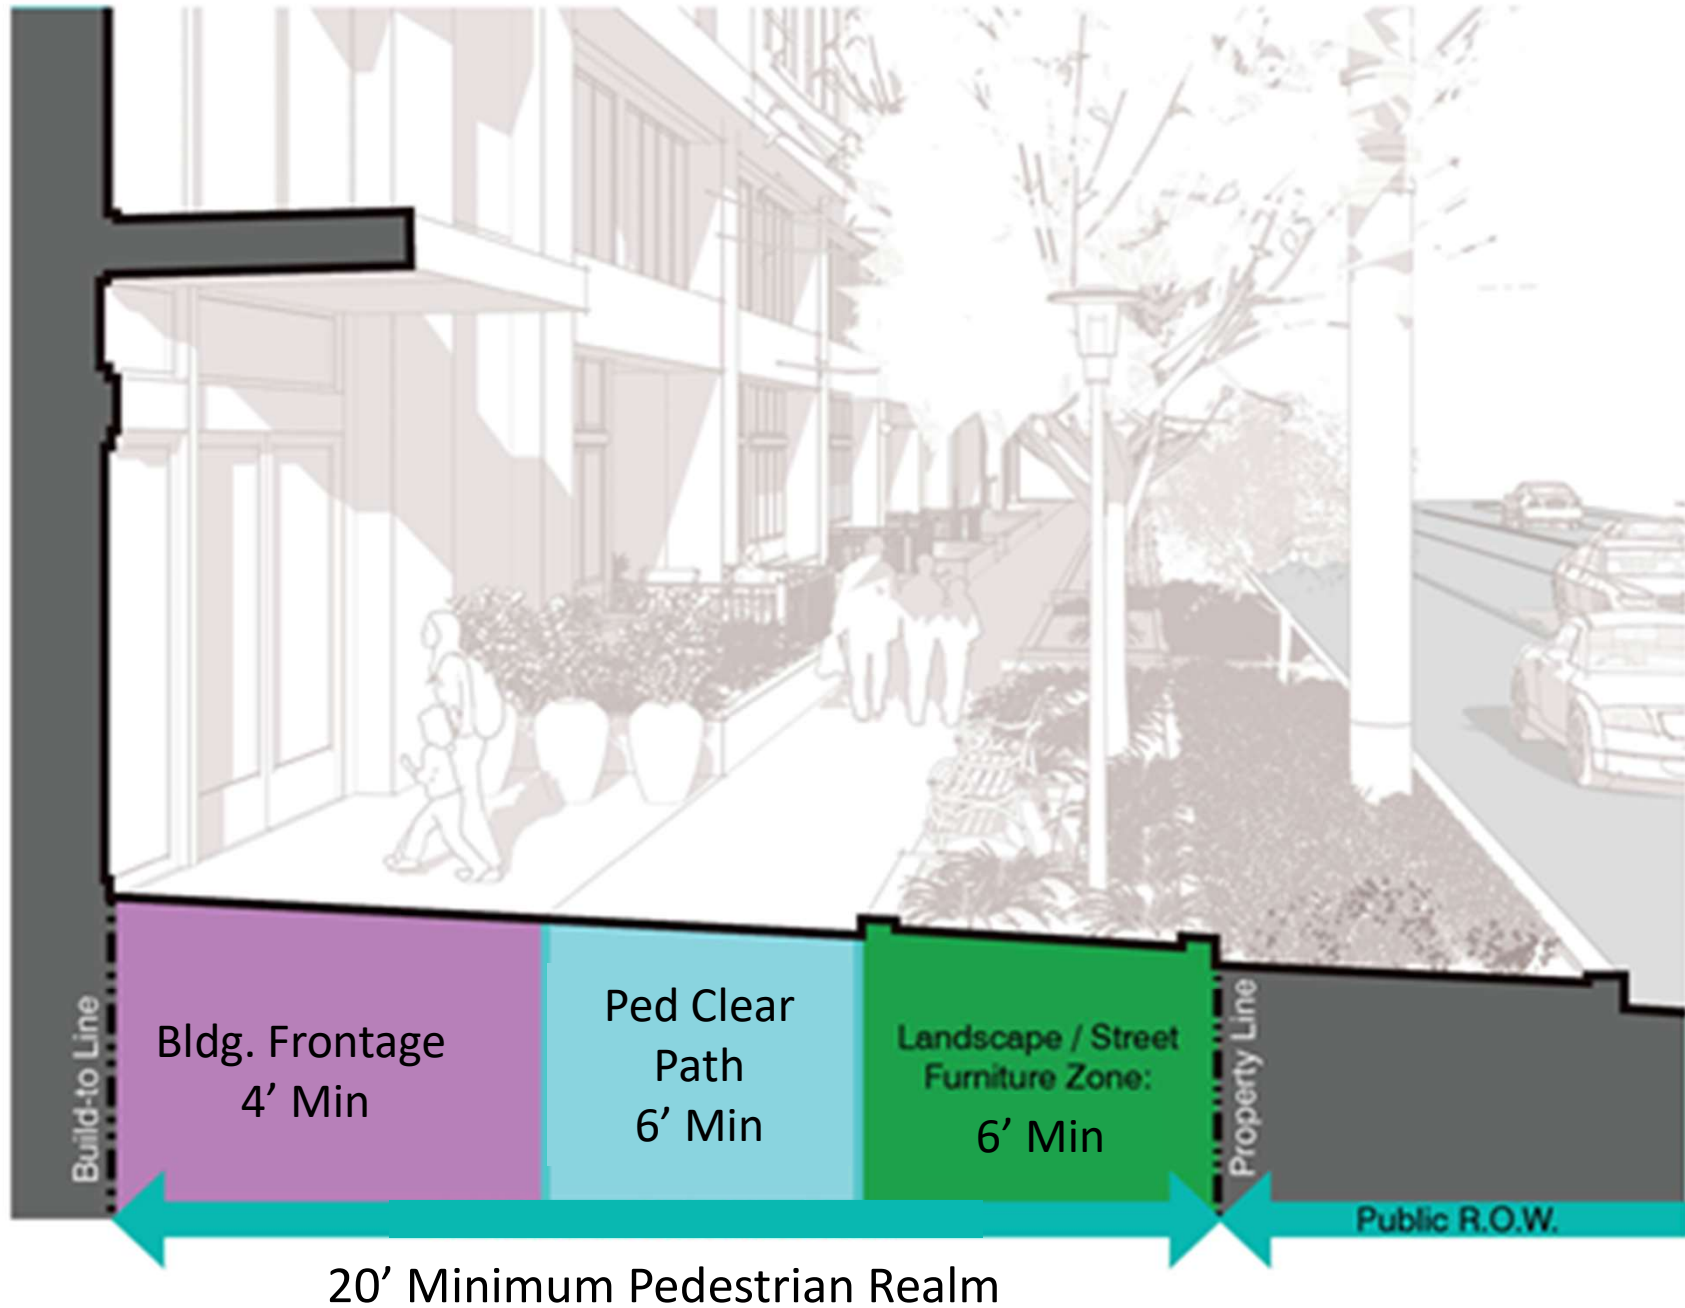 Build-to Line
Bldg. Frontage
4’ Min
Ped Clear
Path
6’ Min
Landscape / Street
Furniture Zone:
6’ Min
Property Line
Public R.O.W.
20’ Minimum Pedestrian Realm